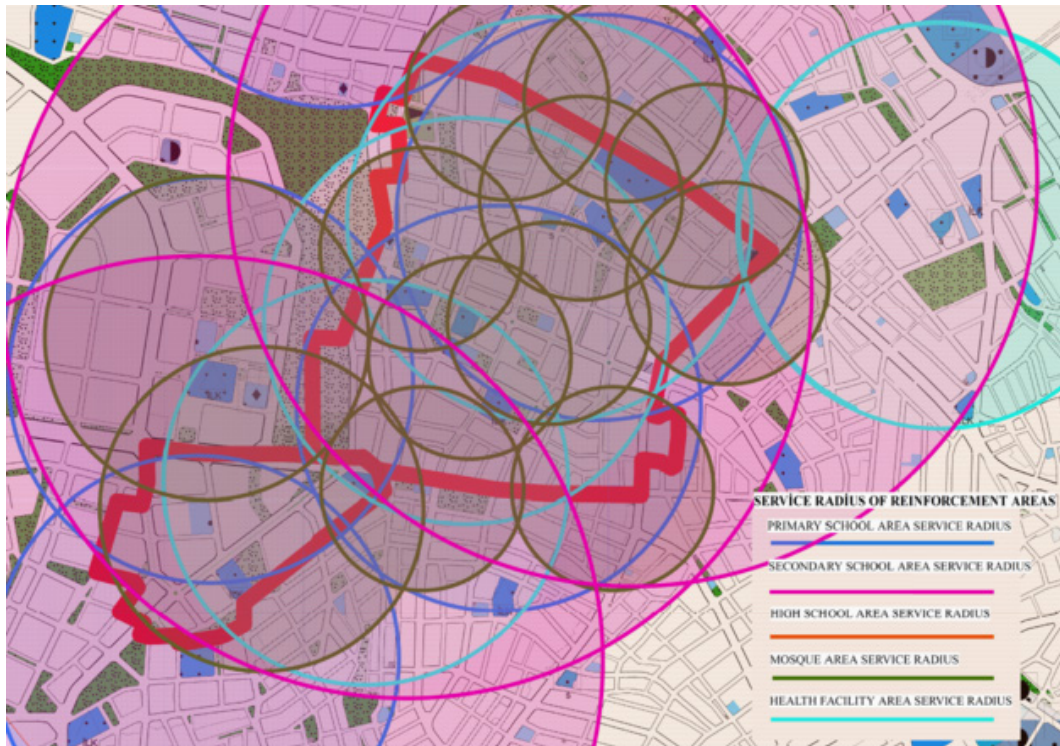 SERVİCE RADİUS OF REINFORCEMENT AREAS
PRIMARY SCHOOL AREA SERVICE RADIUS
SECONDARY SCHOOL AREA SERVICE RADIUS
HIGH SCHOOL AREA SERVICE RADIUS
MOSQUE AREA SERVICE RADIUS
HEALTH FACILITY AREA SERVICE RADIUS